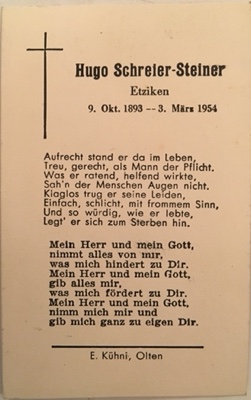 Hugo Schreier-Steiner
Etziken
9. Okt. 1893 -- 3. März 1954
Aufrecht stand er da im Leben,
Treu, gerecht, als Mann der Pflicht.
Was er ratend, helfend wirkte,
Sah'n der Menschen Augen nicht.
Klaglos trug er seine Leiden,
Einfach, schlicht, mit frommem Sinn,
Und so würdig, wie er lebte,
Legt' er sich zum Sterben hin.
Mein Herr und mein Gott,
nimmt alles von mir,
was mich hindert zu Dir.
Mein Herr und mein Gott,
gib alles mir,
was mich fördert zu Dir.
Mein Herr und mein Gott,
nimm mich mir und
gib mich ganz zu eigen Dir.
E. Kühni, Olten